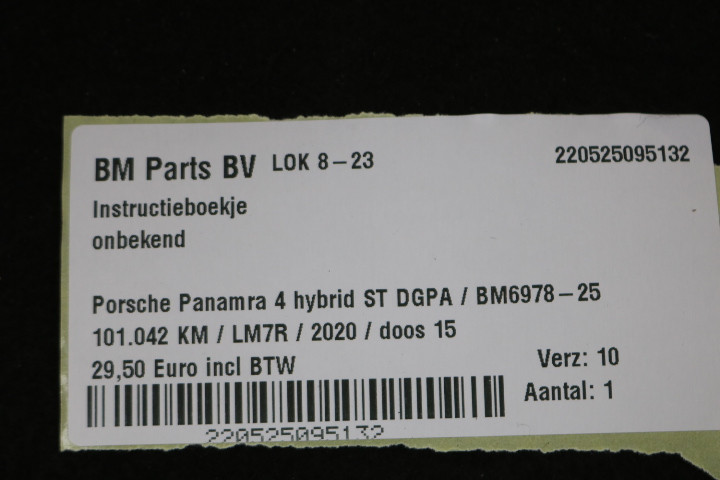 BM Parts BV LOK 8-23 220525095132
Instructieboekje
onbekend
Porsche Panamra 4 hybrid ST DGPA / BM6978-25
101.042 KM / LM7R / 2020 / doos 15
29,50 Euro incl BTW Verz: 10
Aantal: 1
220525095132